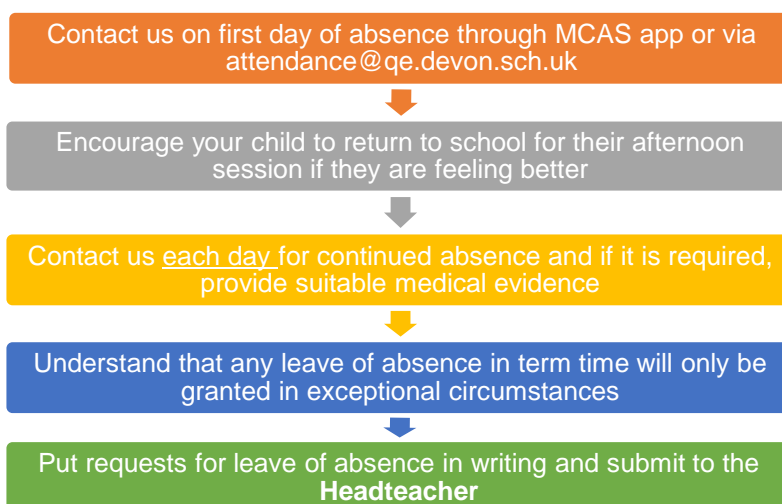 Contact us on first day of absence through MCAS app or via
attendance@qe.devon.sch.uk
Encourage your child to return to school for their afternoon
session if they are feeling better
Contact us each day for continued absence and if it is required,
provide suitable medical evidence
Understand that any leave of absence in term time will only be
granted in exceptional circumstances
Put requests for leave of absence in writing and submit to the
Headteacher